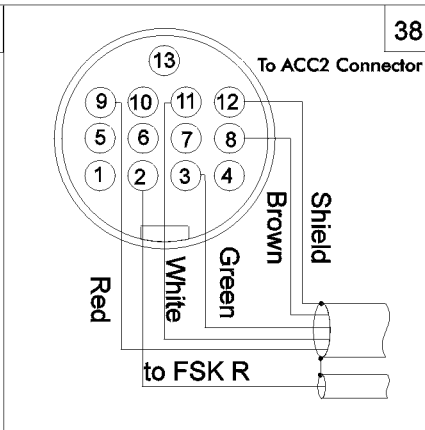 38
To ACC2 Connector
13
9 10 11 12
5 6 7 8
1 2 3 4
Red
White
Green
Brown
Shield
to FSK R